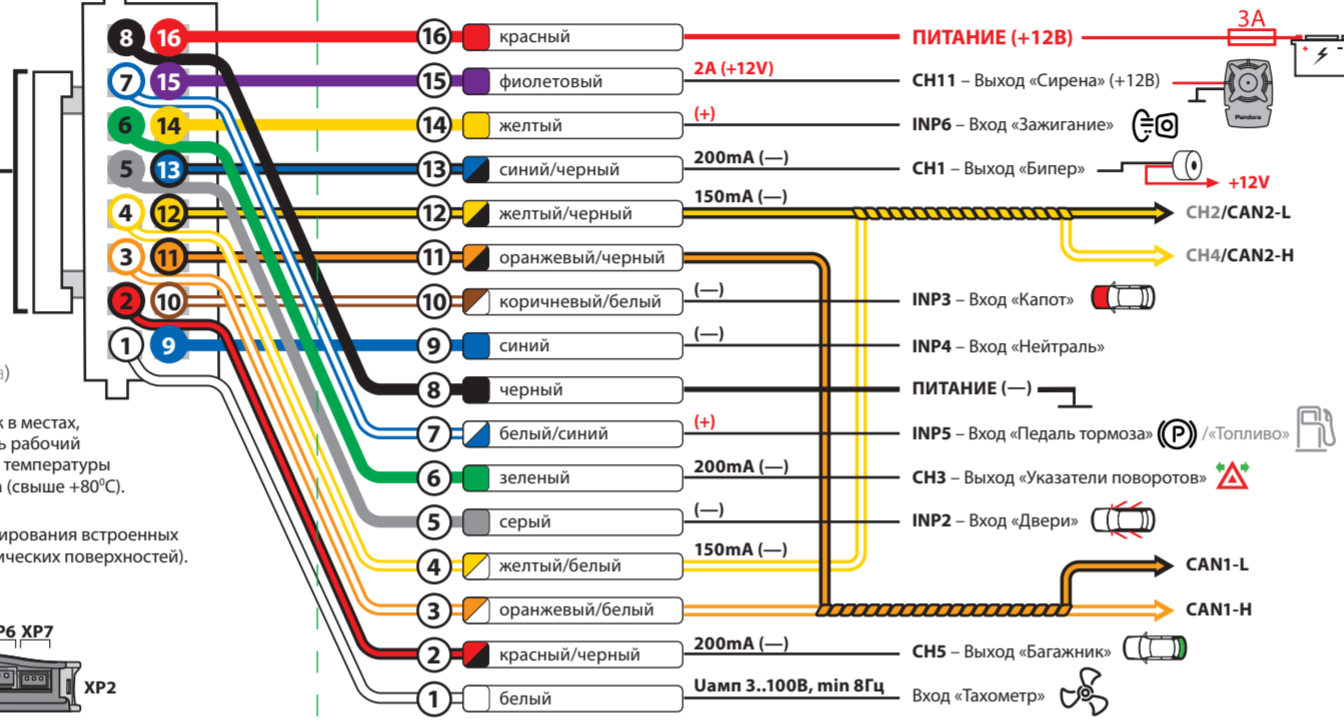 8 16
7 15
6 14
5 13
4 12
3 11
2 10
1 9
16 красный ПИТАНИЕ (+12В) 3А
+ -
15 фиолетовый 2А (+12V) CH11 – Выход «Сирена» (+12В)
Pandora
14 желтый (+) INP6 – Вход «Зажигание»
13 синий/черный 200mA (—) CH1 – Выход «Бипер»
+12V
12 желтый/черный 150mA (—) CH2/CAN2-L
CH4/CAN2-H
11 оранжевый/черный
10 коричневый/белый (—) INP3 – Вход «Капот»
9 синий (—) INP4 – Вход «Нейтраль»
8 черный ПИТАНИЕ (—)
7 белый/синий (+) INP5 – Вход «Педаль тормоза» (P) /«Топливо»
6 зеленый 200mA (—) CH3 – Выход «Указатели поворотов»
5 серый (—) INP2 – Вход «Двери»
4 желтый/белый 150mA (—)
CAN1-L
3 оранжевый/белый CAN1-H
2 красный/черный 200mA (—) CH5 – Выход «Багажник»
1 белый Uамп 3..100В, min 8Гц Вход «Тахометр»
а)
к в местах,
ь рабочий
температуры
(свыше +80⁰С).
ирования встроенных
ических поверхностей).
P6 XP7
XP2